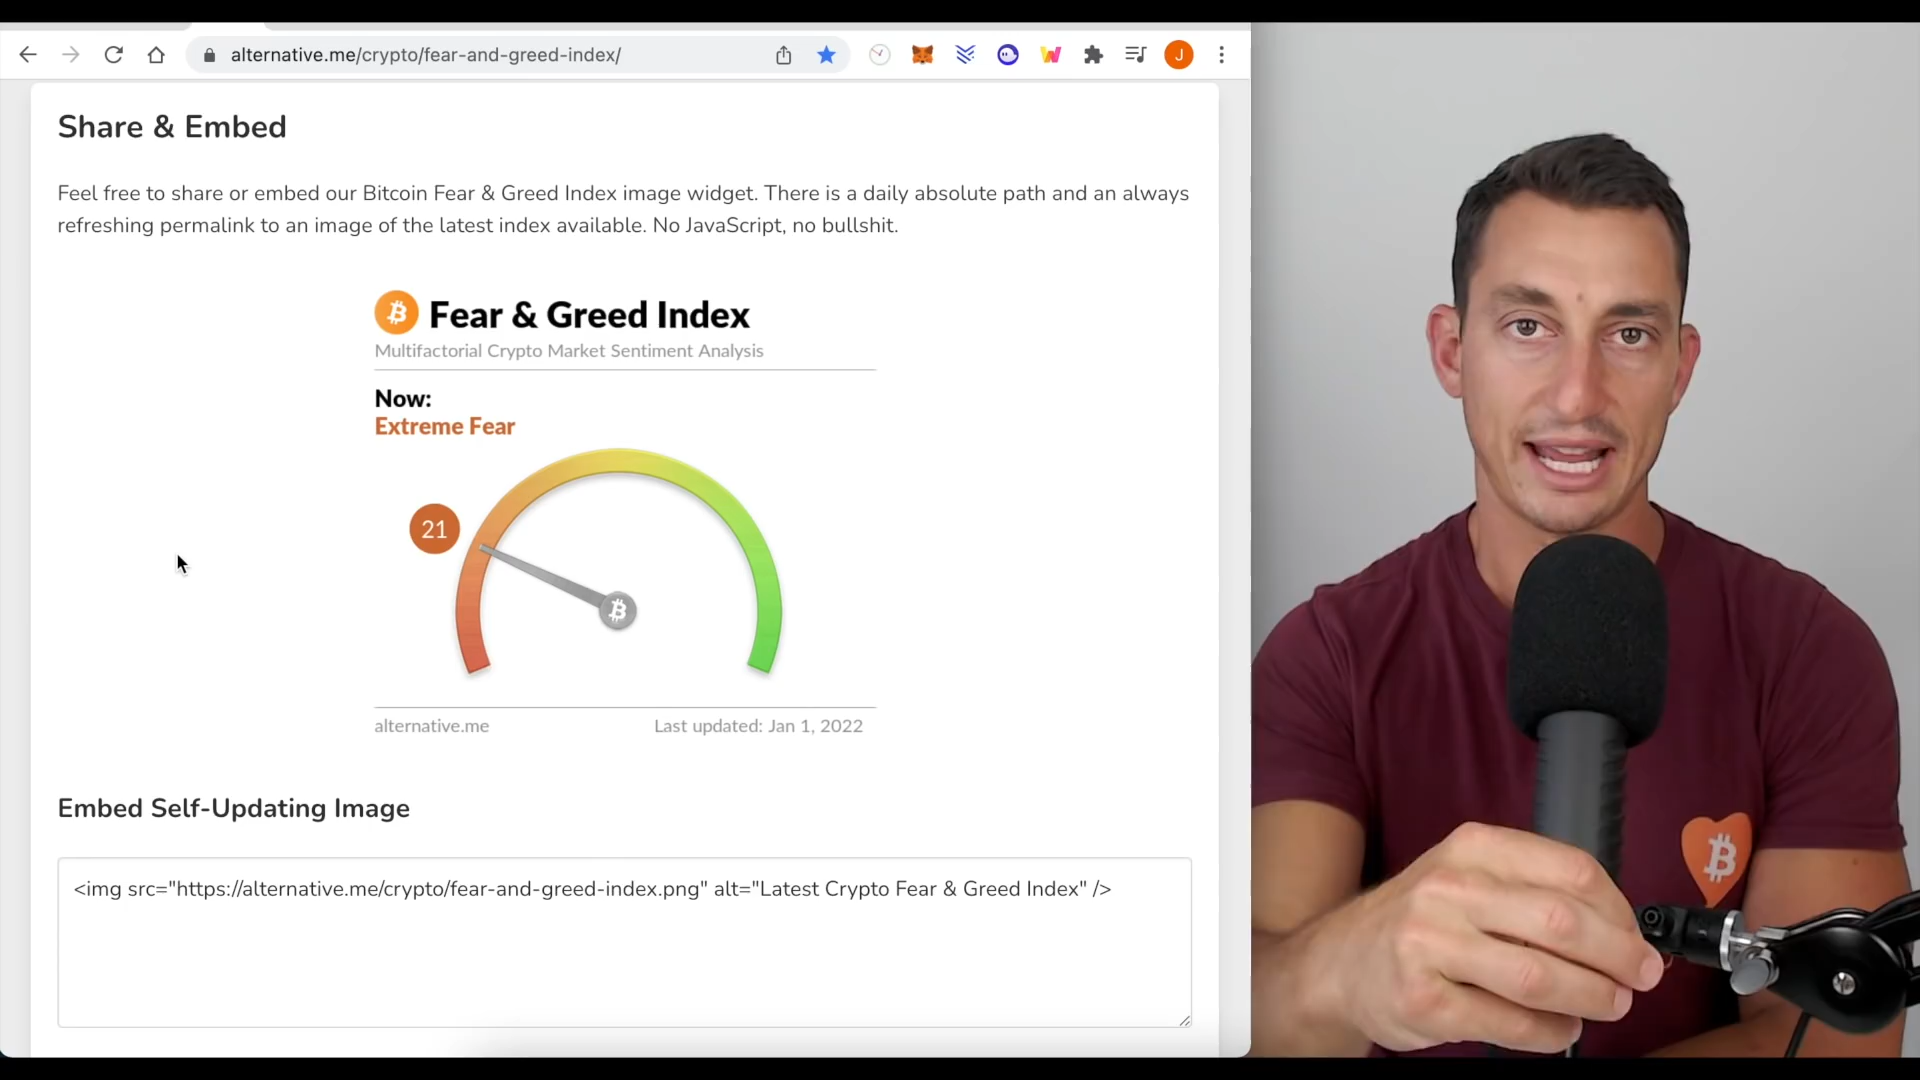 alternative.me/crypto/fear-and-greed-index/
J
Share & Embed
Feel free to share or embed our Bitcoin Fear & Greed Index image widget. There is a daily absolute path and an always
refreshing permalink to an image of the latest index available. No JavaScript, no bullshit.
Fear & Greed Index
Multifactorial Crypto Market Sentiment Analysis
Now:
Extreme Fear
21
alternative.me
Last updated: Jan 1, 2022
Embed Self-Updating Image
<img src="https://alternative.me/crypto/fear-and-greed-index.png" alt="Latest Crypto Fear & Greed Index" />